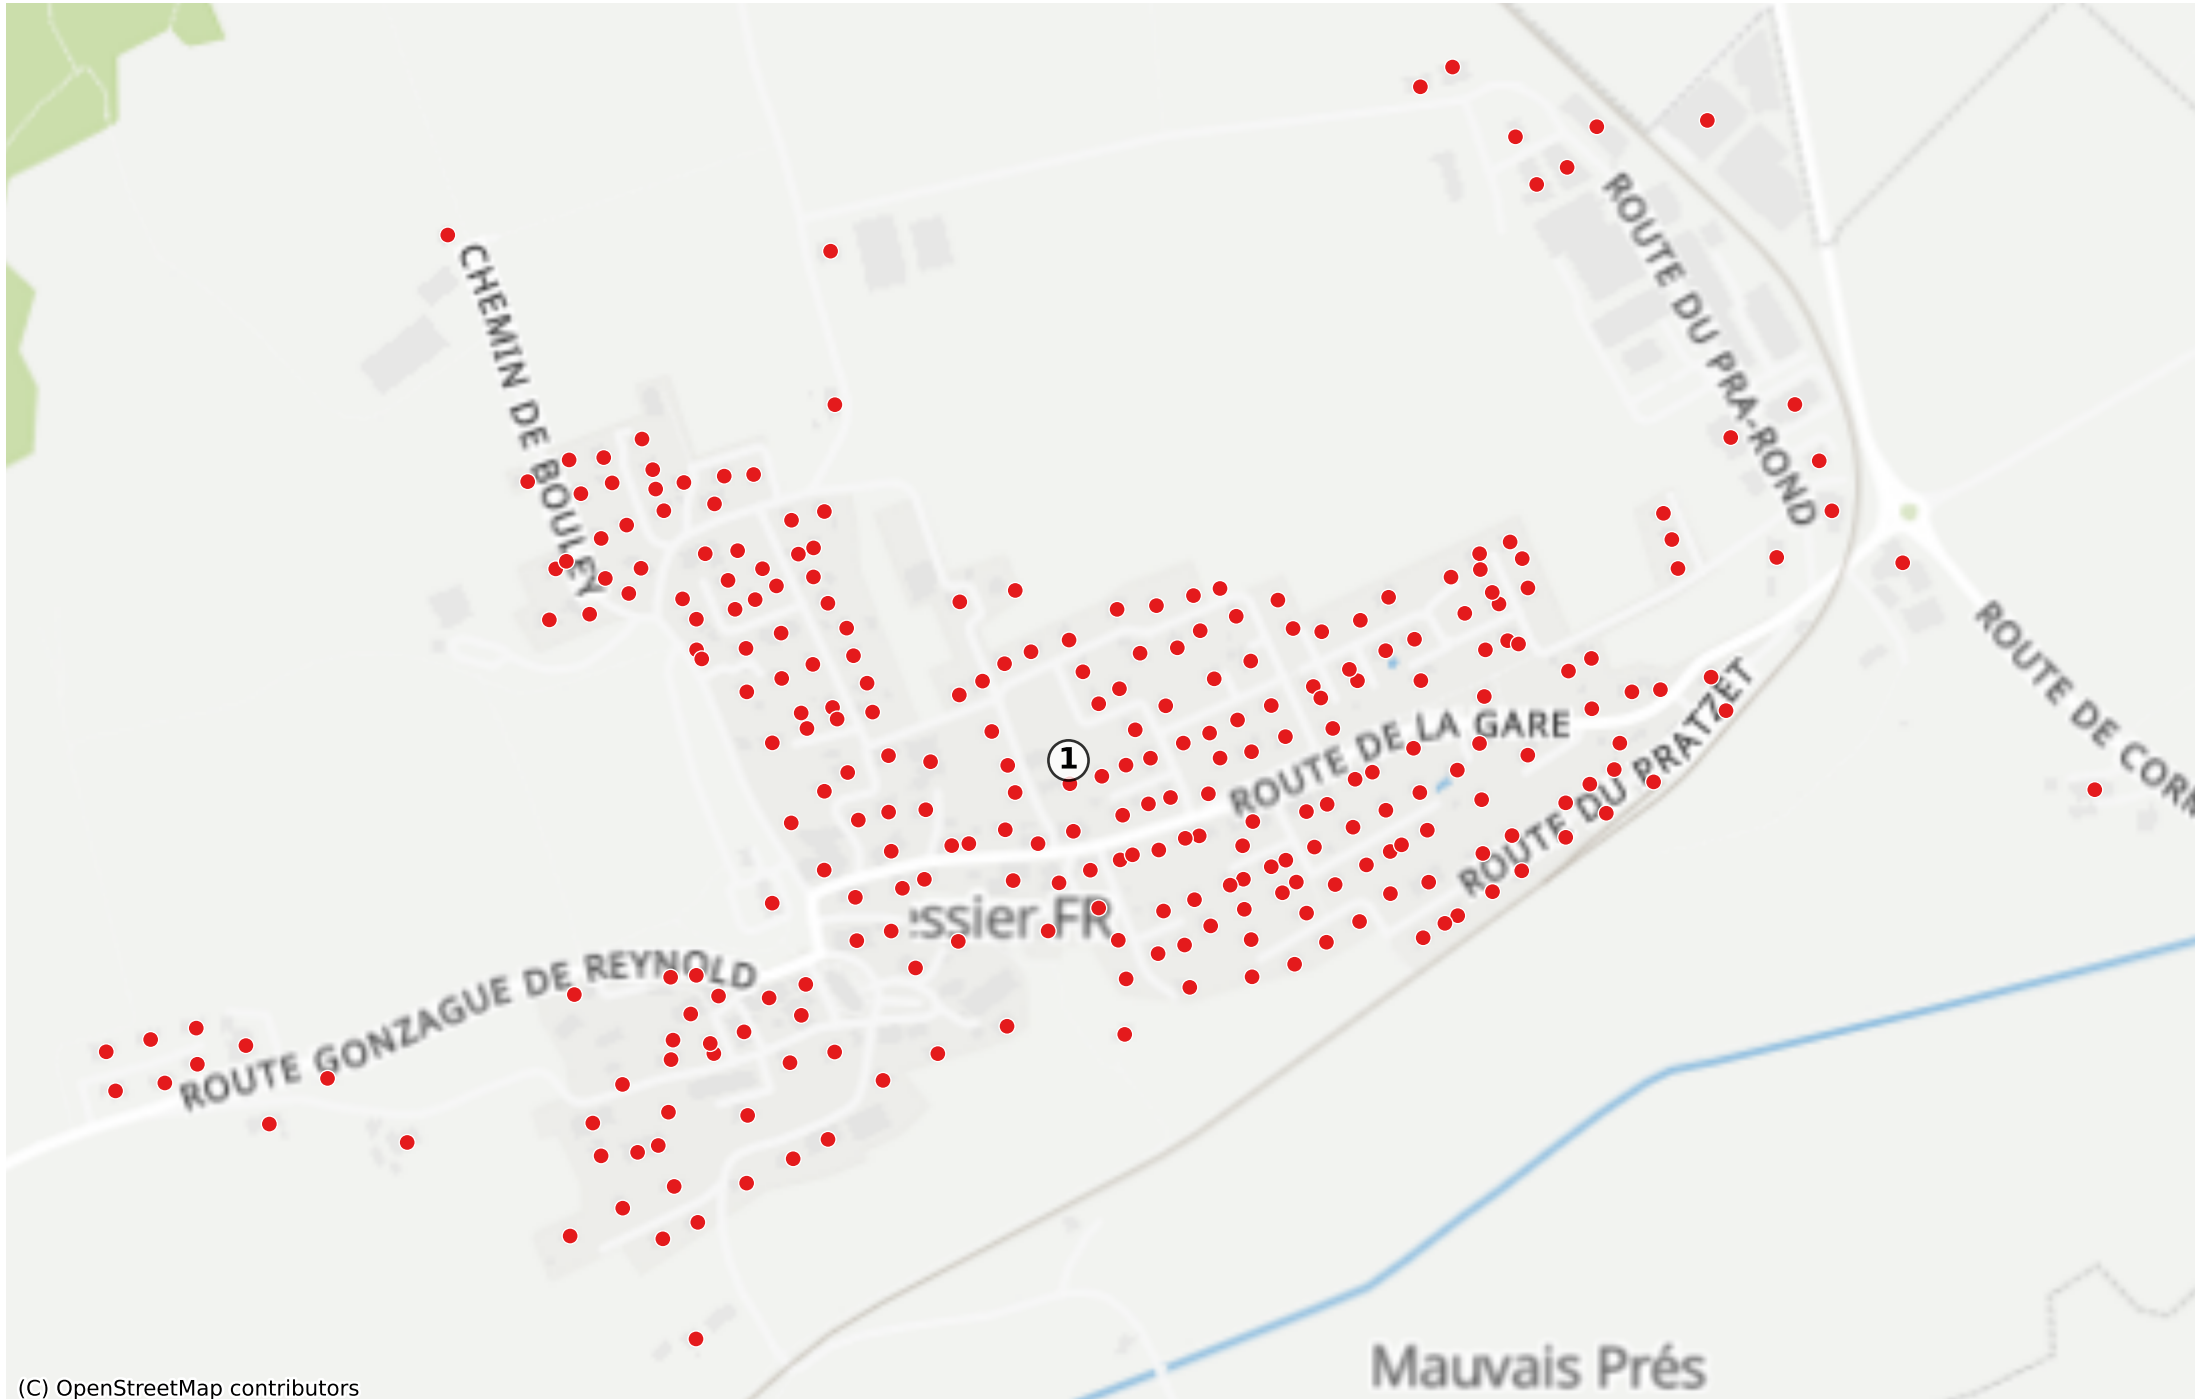 ROUTE DU PRA-ROND
CHEMIN DE BOULEY
ROUTE DE LA GARE
ROUTE DU PRATZET
1
ssier FR
ROUTE GONZAGUE DE REYNOLD
Mauvais Prés
(C) OpenStreetMap contributors